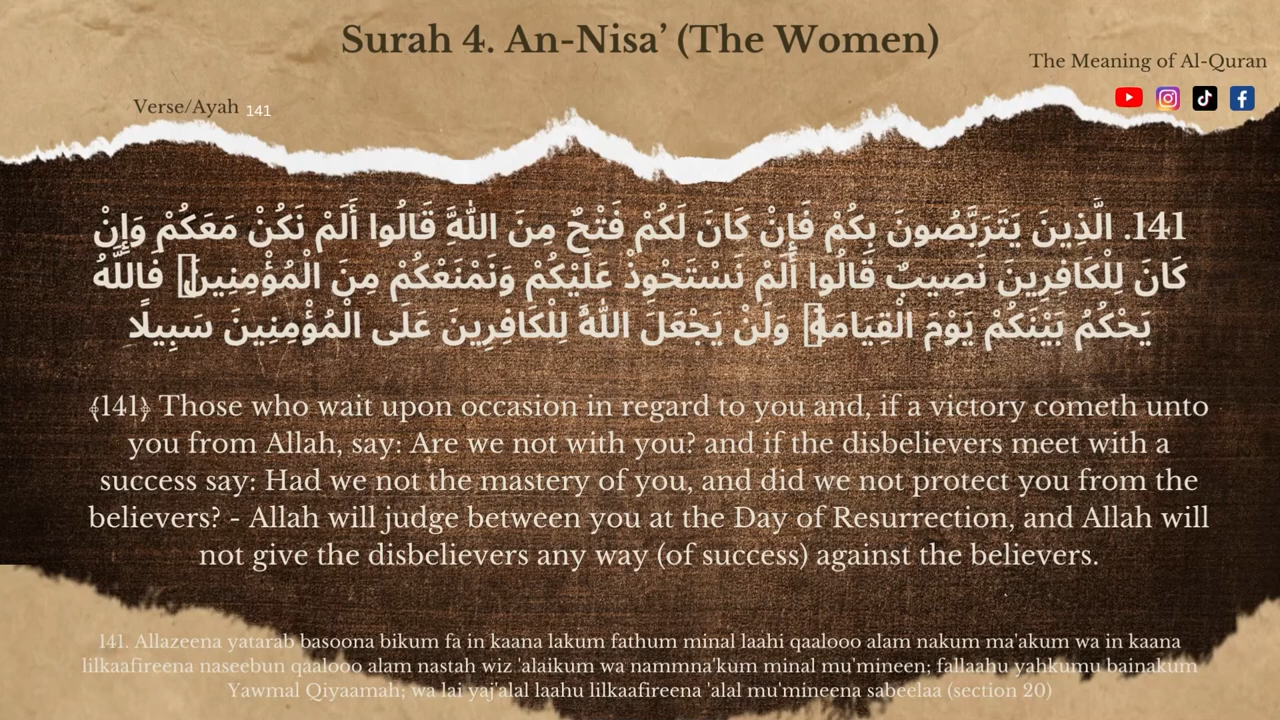 Surah 4. An-Nisa’ (The Women)
The Meaning of Al-Quran
Verse/Ayah 141
141. الَّذِينَ يَتَرَبَّصُونَ بِكُمْ فَإِنْ كَانَ لَكُمْ فَتْحٌ مِنَ اللَّهِ قَالُوا أَلَمْ نَكُنْ مَعَكُمْ وَإِنْ
كَانَ لِلْكَافِرِينَ نَصِيبٌ قَالُوا أَلَمْ نَسْتَحْوِذْ عَلَيْكُمْ وَنَمْنَعْكُمْ مِنَ الْمُؤْمِنِينَ فَاللَّهُ
يَحْكُمُ بَيْنَكُمْ يَوْمَ الْقِيَامَةِ وَلَنْ يَجْعَلَ اللَّهُ لِلْكَافِرِينَ عَلَى الْمُؤْمِنِينَ سَبِيلًا
﴾141﴿ Those who wait upon occasion in regard to you and, if a victory cometh unto
you from Allah, say: Are we not with you? and if the disbelievers meet with a
success say: Had we not the mastery of you, and did we not protect you from the
believers? - Allah will judge between you at the Day of Resurrection, and Allah will
not give the disbelievers any way (of success) against the believers.
141. Allazeena yatarab basoona bikum fa in kaana lakum fathum minal laahi qaalooo alam nakum ma'akum wa in kaana
lilkaafireena naseebun qaalooo alam nastah wiz 'alaikum wa nammna'kum minal mu'mineen; fallaahu yahkumu bainakum
Yawmal Qiyaamah; wa lai yaj'alal laahu lilkaafireena 'alal mu'mineena sabeelaa (section 20)